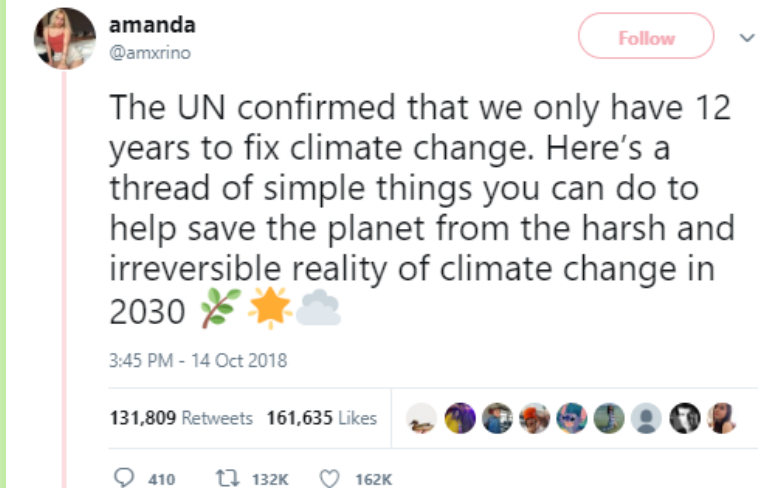 amanda
@amxrino
Follow
The UN confirmed that we only have 12
years to fix climate change. Here’s a
thread of simple things you can do to
help save the planet from the harsh and
irreversible reality of climate change in
2030 🌿🌟☁️
3:45 PM - 14 Oct 2018
131,809 Retweets 161,635 Likes
410 132K 162K